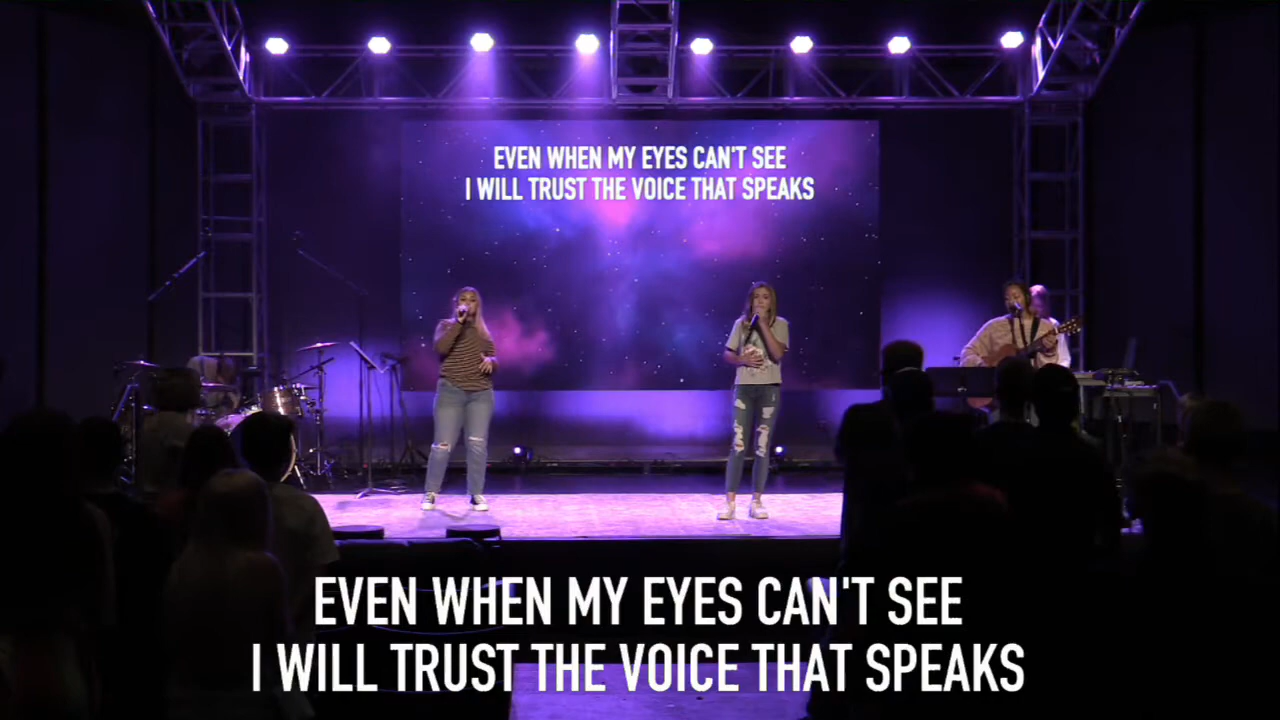 EVEN WHEN MY EYES CAN'T SEE
I WILL TRUST THE VOICE THAT SPEAKS
EVEN WHEN MY EYES CAN'T SEE
I WILL TRUST THE VOICE THAT SPEAKS